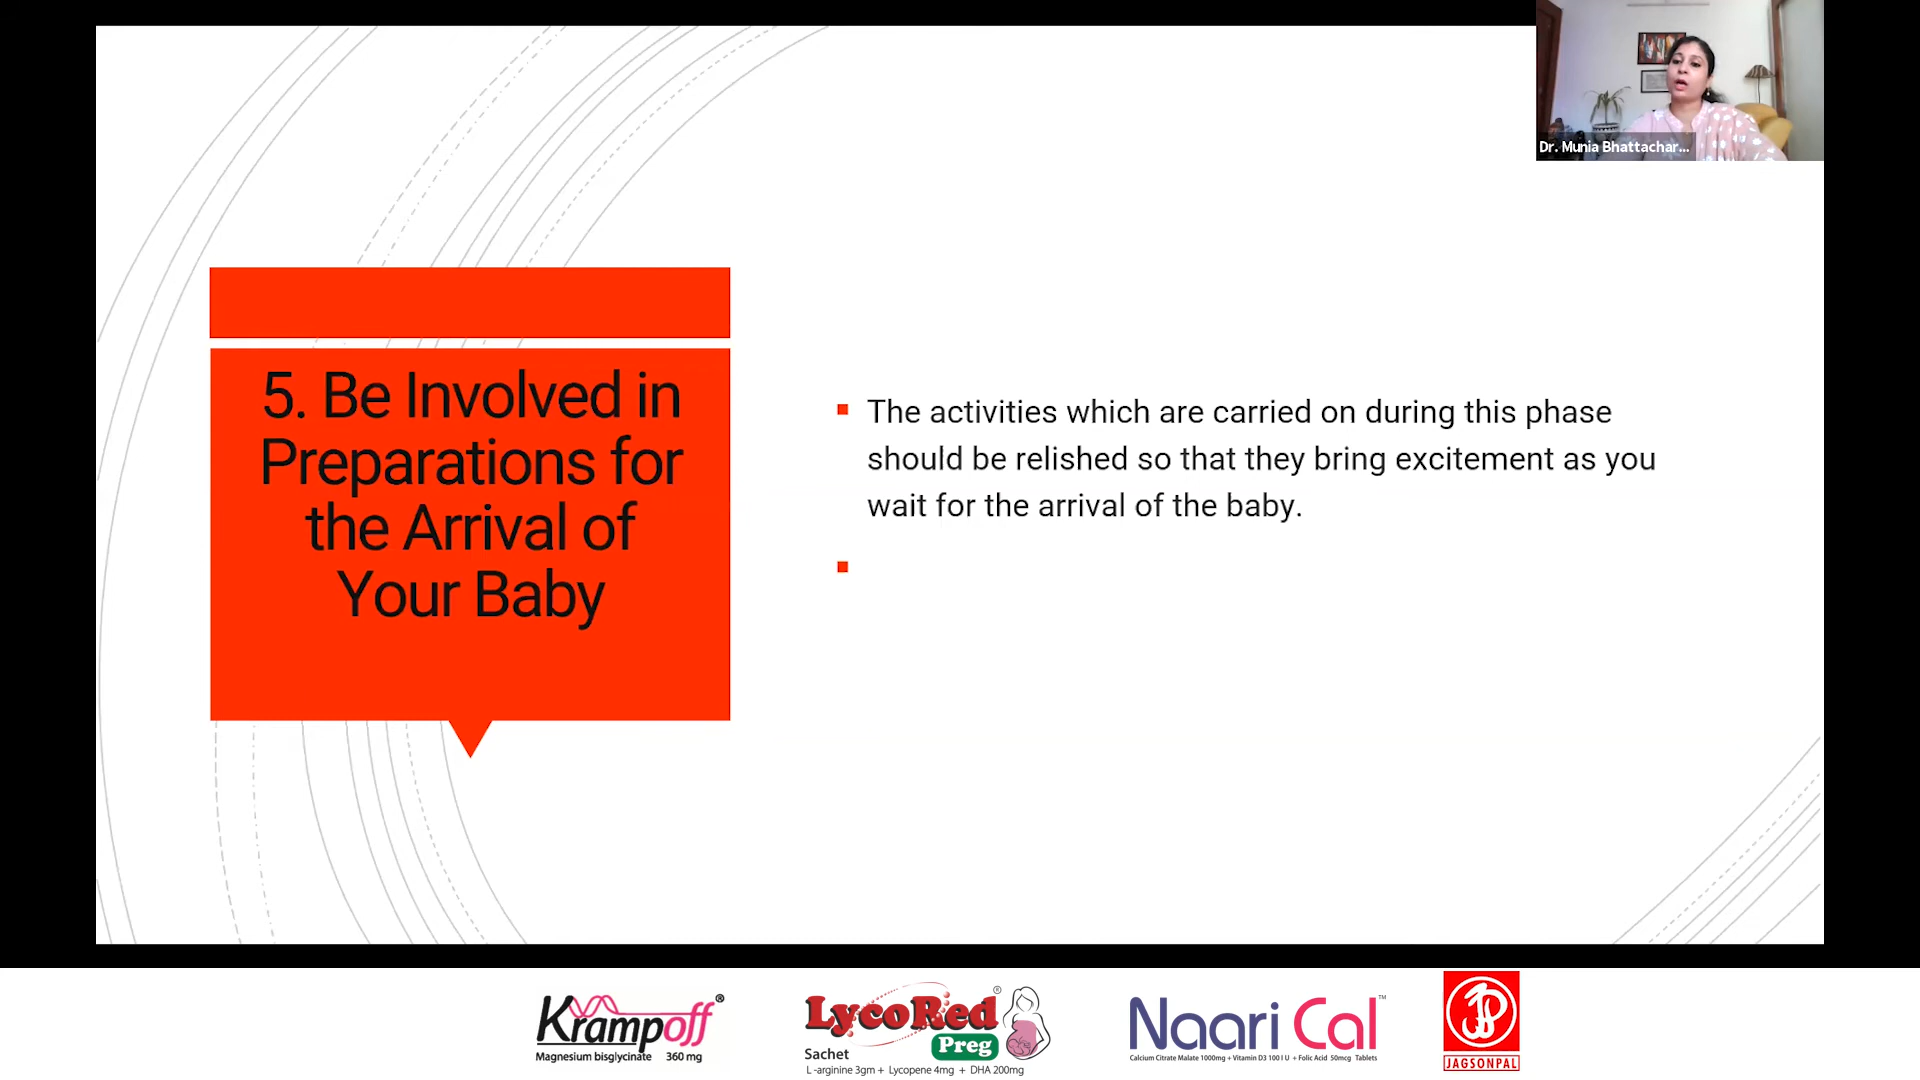 Dr. Munia Bhattachar...
5. Be Involved in
Preparations for
the Arrival of
Your Baby
The activities which are carried on during this phase
should be relished so that they bring excitement as you
wait for the arrival of the baby.
Krampoff®
Magnesium bisglycinate 360 mg
LycoRed®
Preg
Sachet
L-arginine 3gm + Lycopene 4mg + DHA 200mg
Naari Cal™
Calcium Citrate Malate 1000mg + Vitamin D3 100 I U + Folic Acid 50mcg Tablets
JAGSONPAL